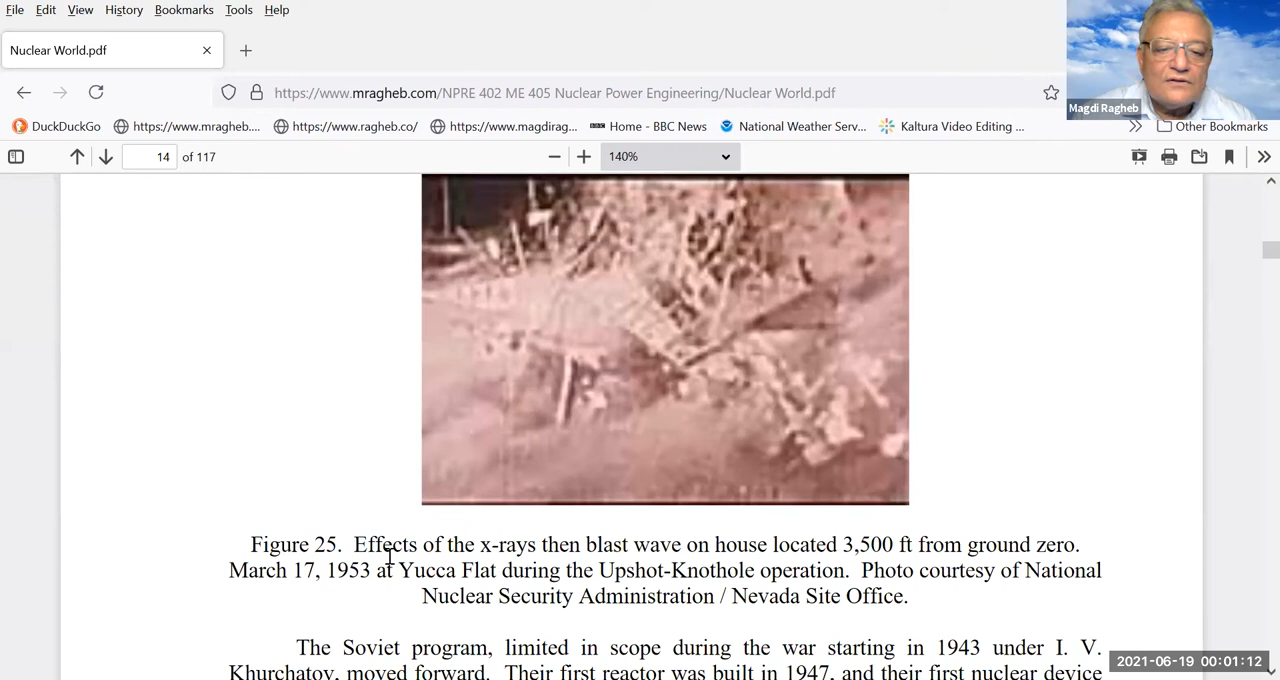 File Edit View History Bookmarks Tools Help
Nuclear World.pdf
https://www.mragheb.com/NPRE 402 ME 405 Nuclear Power Engineering/Nuclear World.pdf
Magdi Ragheb
DuckDuckGo https://www.mragheb.... https://www.ragheb.co/ https://www.magdirag... BBC Home - BBC News National Weather Serv... Kaltura Video Editing ... Other Bookmarks
14 of 117 140%
Figure 25. Effects of the x-rays then blast wave on house located 3,500 ft from ground zero.
March 17, 1953 at Yucca Flat during the Upshot-Knothole operation. Photo courtesy of National
Nuclear Security Administration / Nevada Site Office.
The Soviet program, limited in scope during the war starting in 1943 under I. V.
Khurchatov, moved forward. Their first reactor was built in 1947, and their first nuclear device
2021-06-19 00:01:12